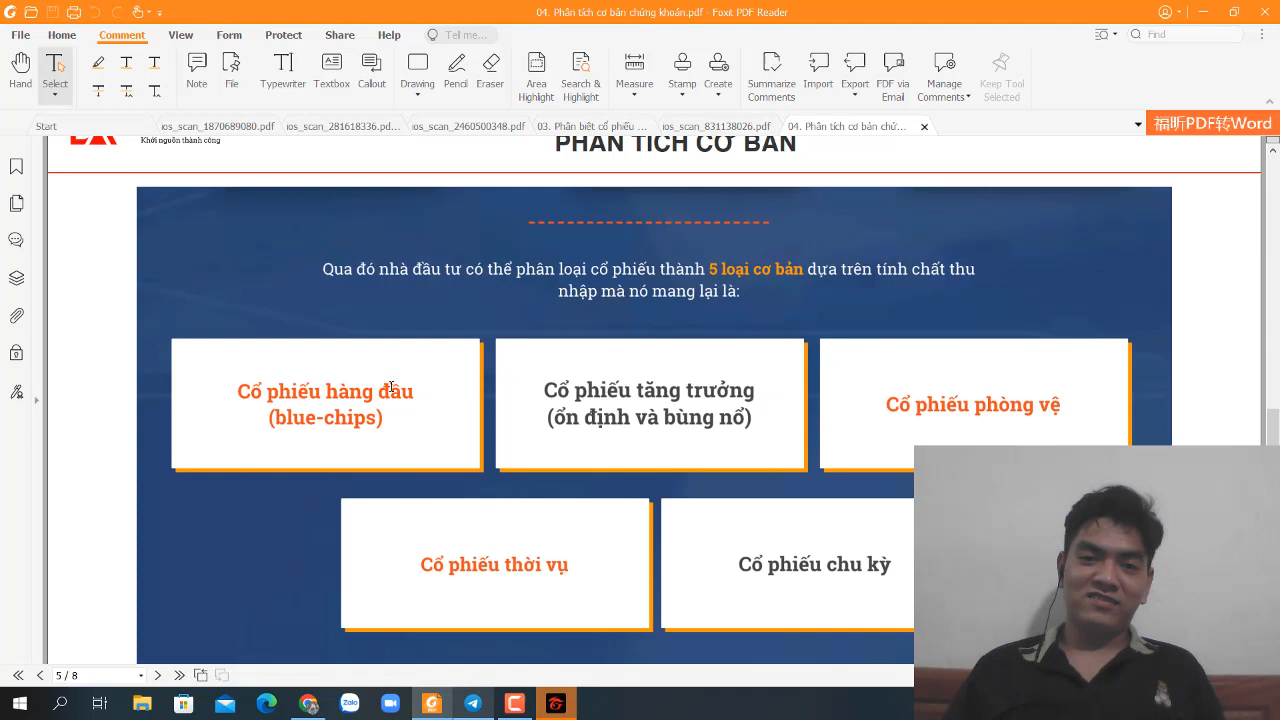 04. Phân tích cơ bản chứng khoán.pdf - Foxit PDF Reader
File Home Comment View Form Protect Share Help Tell me... Find
Hand Select Note File Typewriter Textbox Callout Drawing Pencil Eraser Area Highlight Search & Highlight Measure Stamp Create Summarize Comments Import Export PDF via Email Manage Comments Keep Tool Selected
Start ios_scan_1870689080.pdf ios_scan_281618336.pd... ios_scan_2460500348.pdf 03. Phân biệt cổ phiếu ... ios_scan_831138026.pdf 04. Phân tích cơ bản chứ... 福昕PDF转Word
Khởi nguồn thành công
PHÂN TÍCH CƠ BẢN
Qua đó nhà đầu tư có thể phân loại cổ phiếu thành 5 loại cơ bản dựa trên tính chất thu
nhập mà nó mang lại là:
Cổ phiếu hàng đầu
(blue-chips)
Cổ phiếu tăng trưởng
(ổn định và bùng nổ)
Cổ phiếu phòng vệ
Cổ phiếu thời vụ
Cổ phiếu chu kỳ
5 / 8
Zalo